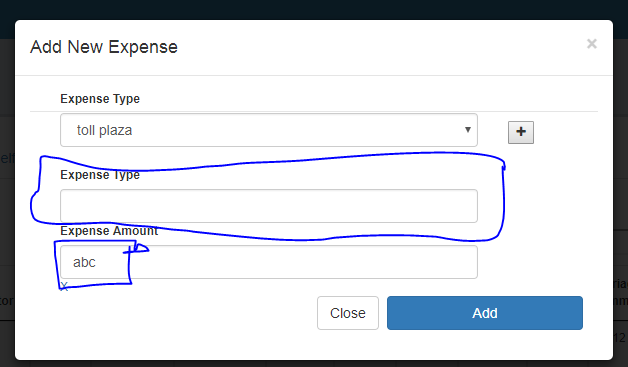 Add New Expense ×
Expense Type
toll plaza
+
Expense Type
Expense Amount
abc
x
Close Add